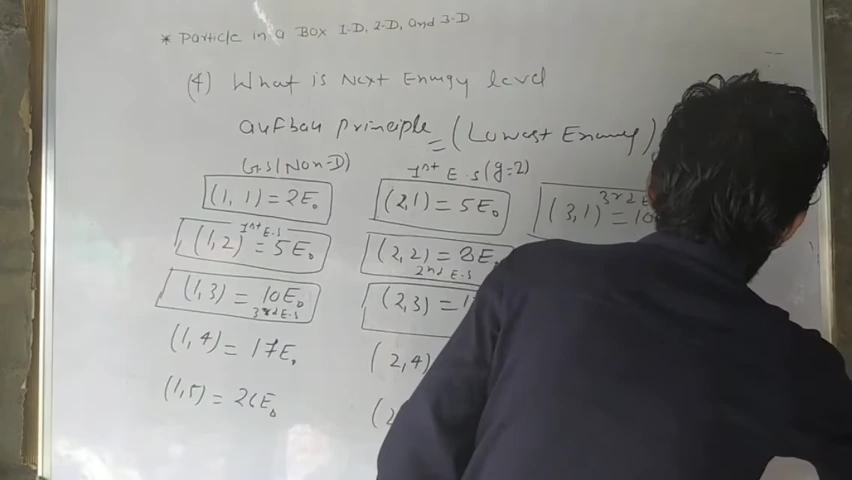 * Particle in a Box 1-D, 2-D, and 3-D
(4) What is Next Energy level
aufbau principle = (Lowest Energy)
G.S (Non-D)
1st E.S (g=2)
(1, 1) = 2E₀
(2,1) = 5E₀
3rd E
(3,1) = 10
1st E.S
(1,2) = 5E₀
(2,2) = 8E₀
2nd E.S
(1,3) = 10E₀
3rd E.S
(2,3) = 1
(1,4) = 17E₀
(2,4)
(1,5) = 26E₀
(2